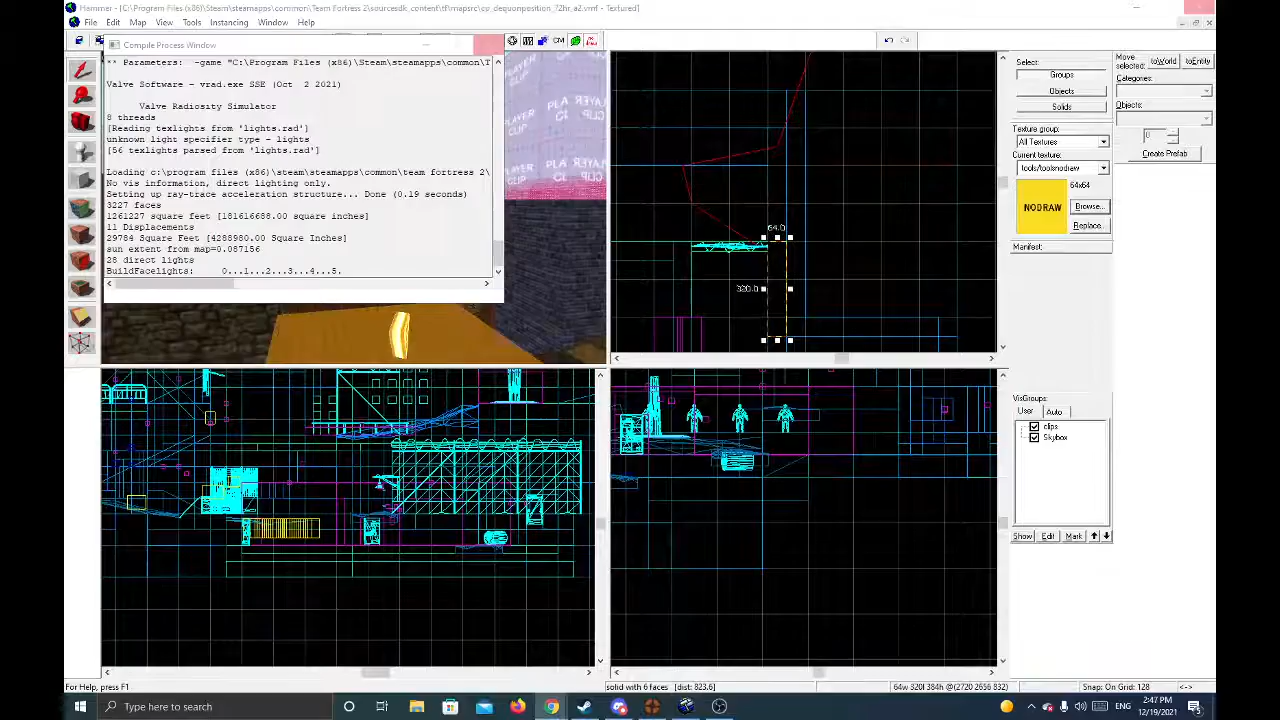 Hammer - [C:\Program Files (x86)\Steam\steamapps\common\Team Fortress 2\sourcesdk_content\tf\mapsrc\cp_dequonposition_72hr_a2.vmf - Textured]
File Edit Map View Tools Instancing Window Help
Compile Process Window
** Parameters: -game "C:\Program Files (x86)\Steam\steamapps\common\T
Valve Software - vrad.exe SSE (Oct  2 2021)
Valve Radiosity Simulator
8 threads
[Reading texlights from 'lights.rad']
unknown light specifier type - lights
[56 texlights parsed from 'lights.rad']
Loading c:\program files (x86)\steam\steamapps\common\team fortress 2\
No vis information, direct lighting only.
Setting up ray-trace acceleration structure... Done (0.19 seconds)
3227 faces
1261227 square feet [181616688.00 square inches]
11 Displacements
29784 Square Feet [4288980.00 Square Inches]
sun extent from map=0.087156
28 direct lights
BuildFacelights:     0...1...2...3...4...5.
PLAYER CLIP
64.0
320.0
Select:
Groups
Objects
Solids
Texture group:
All Textures
Current texture:
64x64
NODRAW
Browse...
Replace...
Manifest:
VisGroups:
User Auto
clips
Skybox
Show Edit Mark
Move selected:
toWorld toEntity
Categories:
Objects:
0
Create Prefab
For Help, press F1
solid with 6 faces [dist: 823.6]
64w 320l 384h @(2720 2656 832)
Snap: On Grid: 128
<->
Type here to search
ENG
2:47 PM
12/19/2021